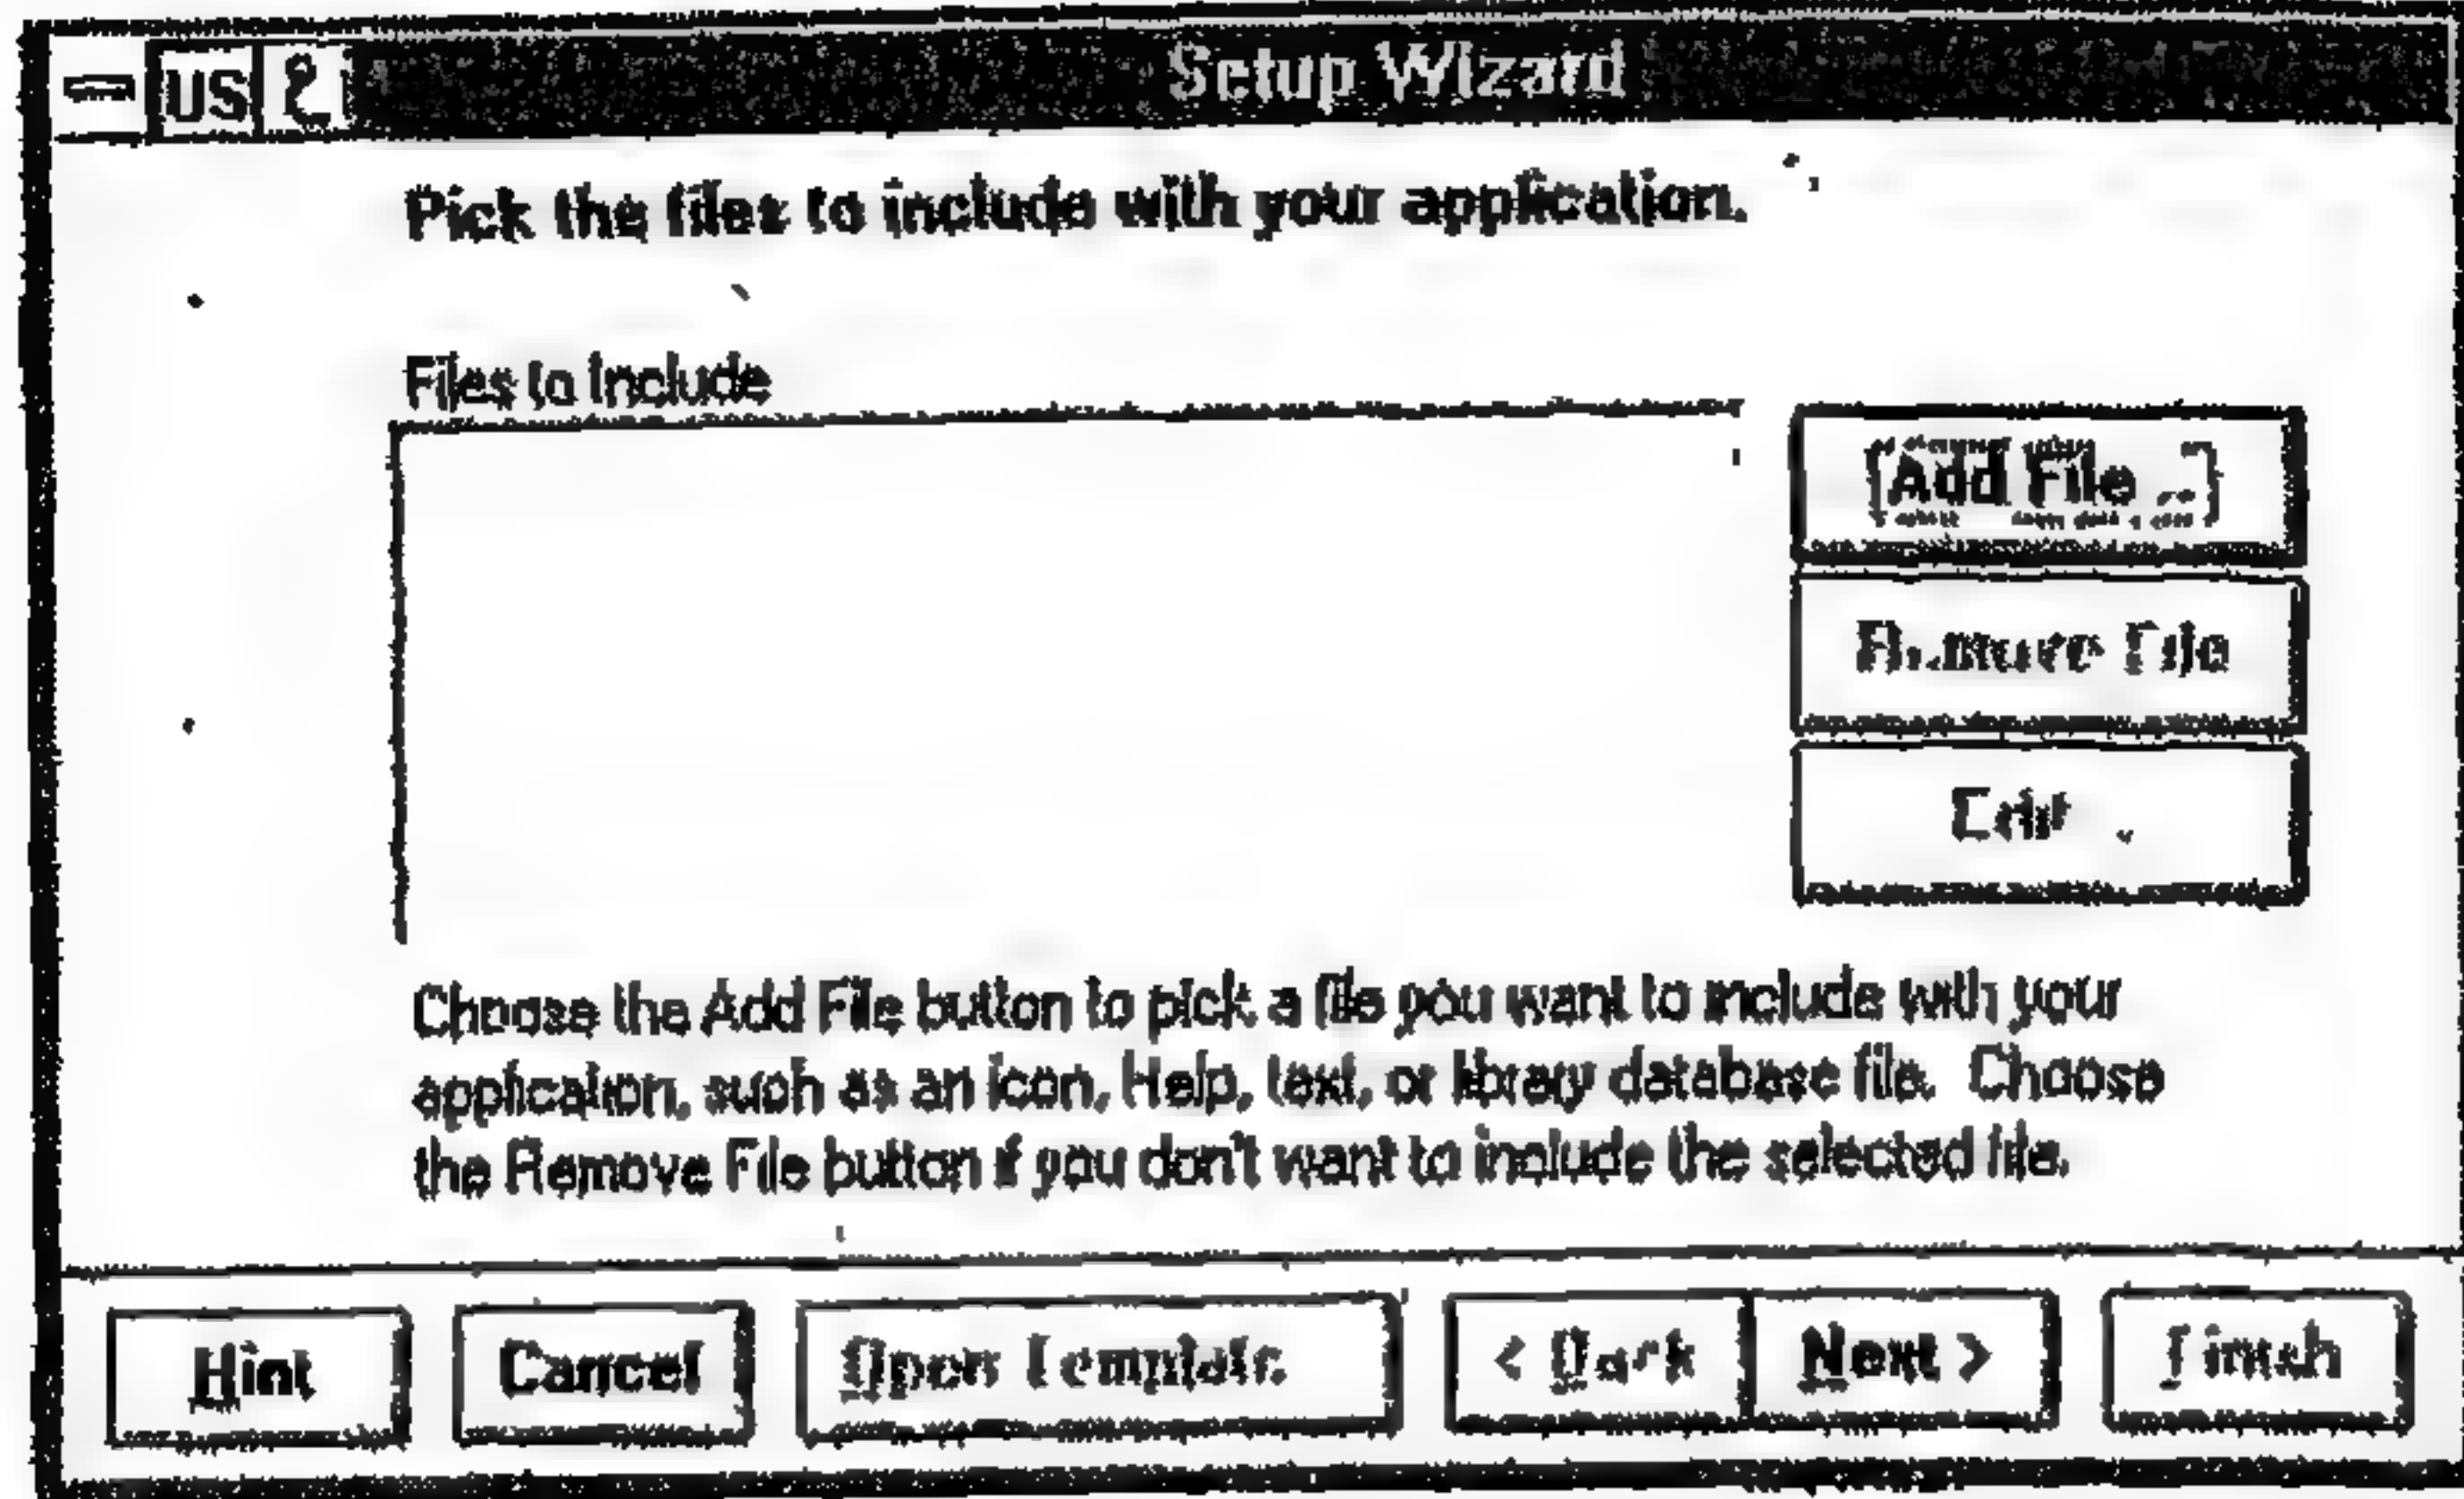 US
Setup Wizard
Pick the files to include with your application.
Files to Include
Add File ...
Remove File
Edit
Choose the Add File button to pick a file you want to include with your
application, such as an icon, Help, text, or library database file. Choose
the Remove File button if you don't want to include the selected file.
Hint
Cancel
Open Template
< Back
Next >
Finish